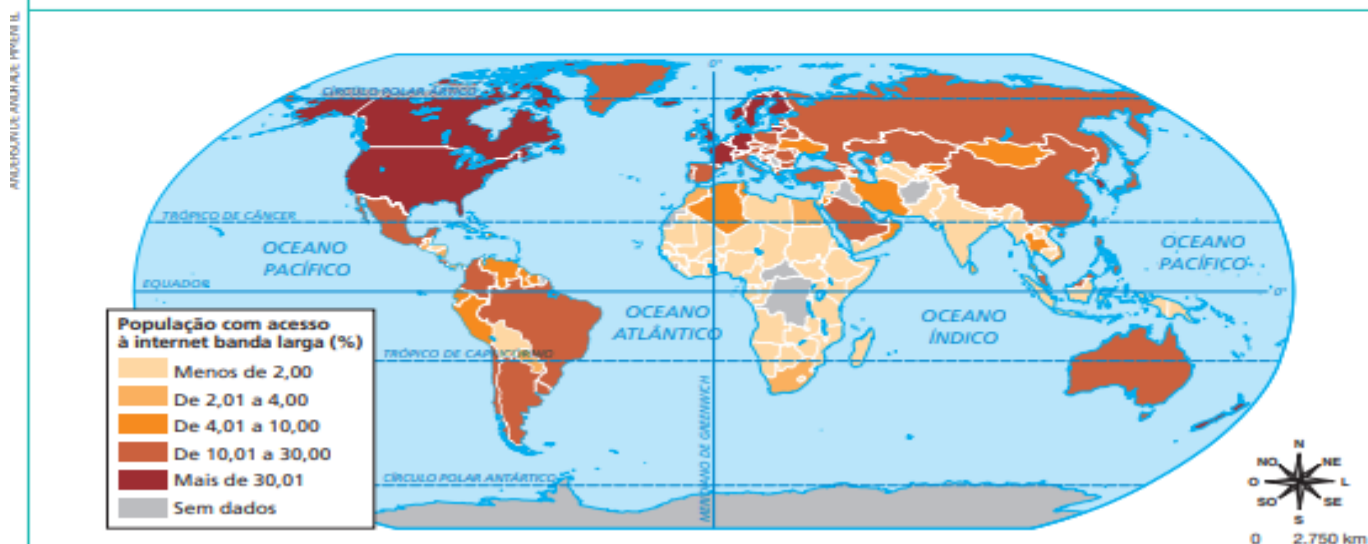 0°
CÍRCULO POLAR ÁRTICO
TRÓPICO DE CÂNCER
OCEANO
PACÍFICO
OCEANO
PACÍFICO
EQUADOR
0°
OCEANO
ATLÂNTICO
OCEANO
ÍNDICO
TRÓPICO DE CAPRICÓRNIO
MERIDIANO DE GREENWICH
CÍRCULO POLAR ANTÁRTICO
População com acesso
à internet banda larga (%)
Menos de 2,00
De 2,01 a 4,00
De 4,01 a 10,00
De 10,01 a 30,00
Mais de 30,01
Sem dados
N
NO NE
O L
SO SE
S
0 2.750 km